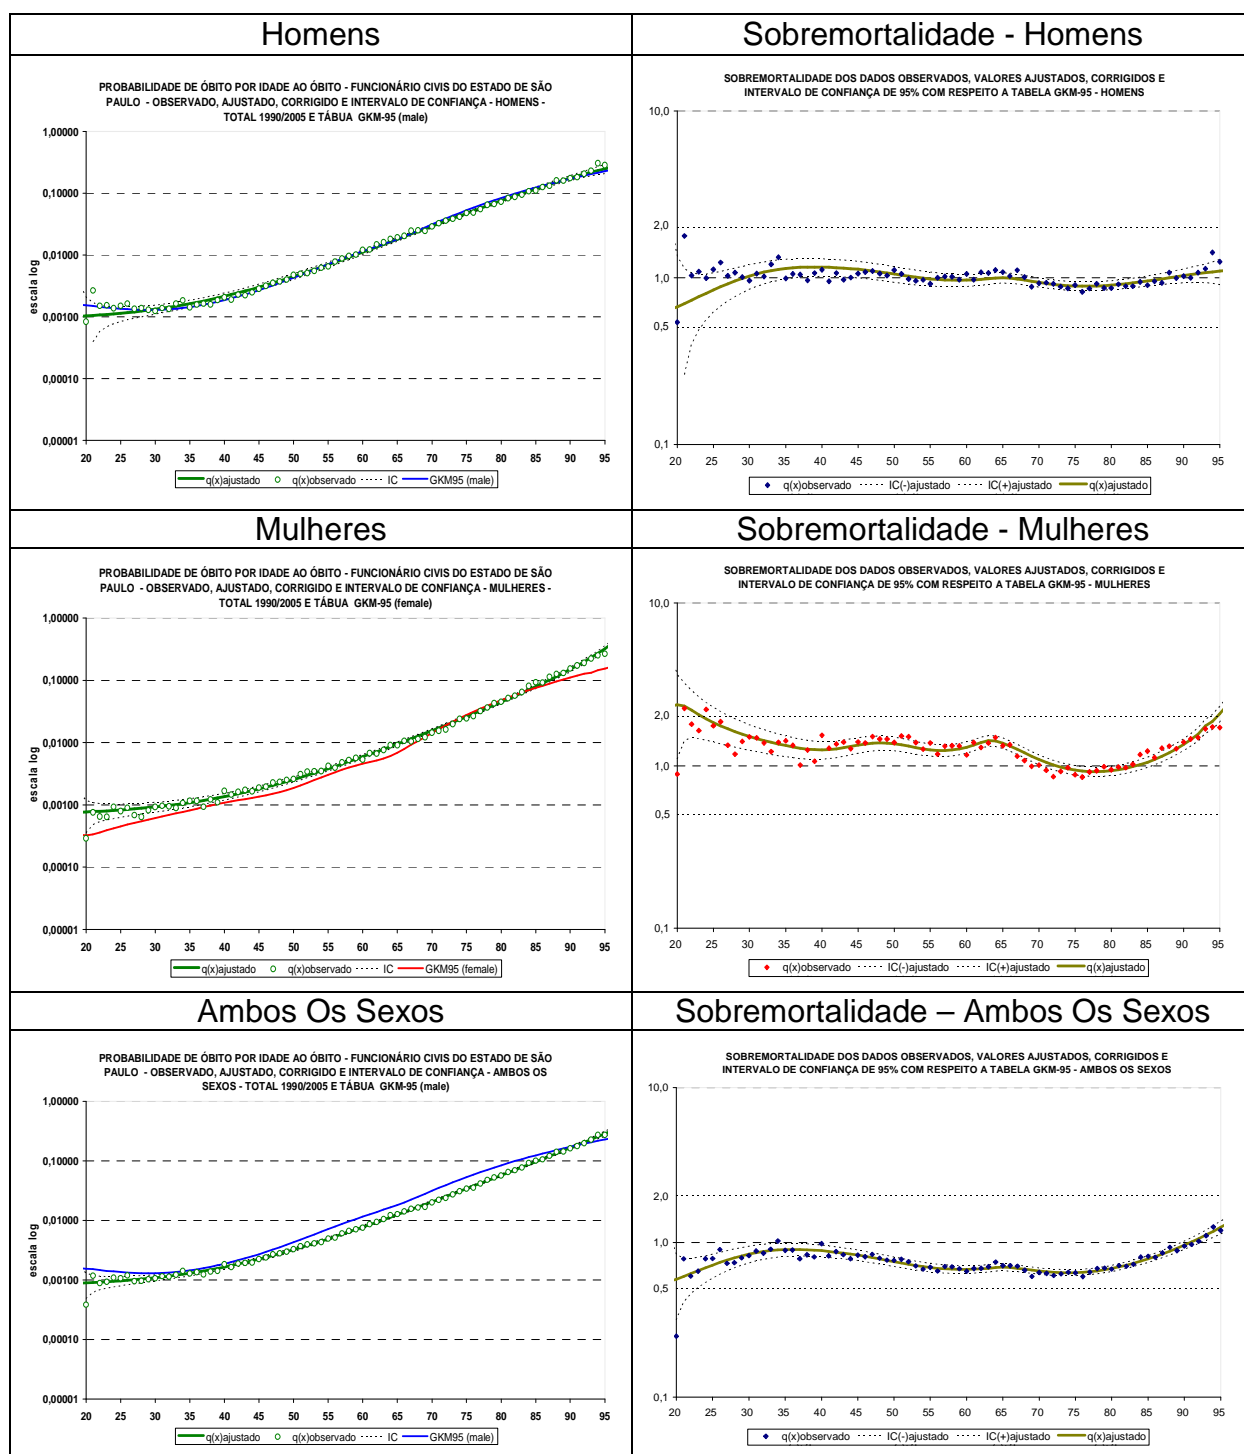 Homens
Sobremortalidade - Homens
PROBABILIDADE DE ÓBITO POR IDADE AO ÓBITO - FUNCIONÁRIO CIVIS DO ESTADO DE SÃO
PAULO - OBSERVADO, AJUSTADO, CORRIGIDO E INTERVALO DE CONFIANÇA - HOMENS -
TOTAL 1990/2005 E TÁBUA GKM-95 (male)
1,00000
0,10000
0,01000
0,00100
0,00010
0,00001
escala log
20 25 30 35 40 45 50 55 60 65 70 75 80 85 90 95
q(x)ajustado q(x)observado IC GKM95 (male)
SOBREMORTALIDADE DOS DADOS OBSERVADOS, VALORES AJUSTADOS, CORRIGIDOS E
INTERVALO DE CONFIANÇA DE 95% COM RESPEITO A TABELA GKM-95 - HOMENS
10,0
2,0
1,0
0,5
0,1
20 25 30 35 40 45 50 55 60 65 70 75 80 85 90 95
q(x)observado IC(-)ajustado IC(+)ajustado q(x)ajustado
Mulheres
Sobremortalidade - Mulheres
PROBABILIDADE DE ÓBITO POR IDADE AO ÓBITO - FUNCIONÁRIO CIVIS DO ESTADO DE SÃO
PAULO - OBSERVADO, AJUSTADO, CORRIGIDO E INTERVALO DE CONFIANÇA - MULHERES -
TOTAL 1990/2005 E TÁBUA GKM-95 (female)
1,00000
0,10000
0,01000
0,00100
0,00010
0,00001
escala log
20 25 30 35 40 45 50 55 60 65 70 75 80 85 90 95
q(x)ajustado q(x)observado IC GKM95 (female)
SOBREMORTALIDADE DOS DADOS OBSERVADOS, VALORES AJUSTADOS, CORRIGIDOS E
INTERVALO DE CONFIANÇA DE 95% COM RESPEITO A TABELA GKM-95 - MULHERES
10,0
2,0
1,0
0,5
0,1
20 25 30 35 40 45 50 55 60 65 70 75 80 85 90 95
q(x)observado IC(-)ajustado IC(+)ajustado q(x)ajustado
Ambos Os Sexos
Sobremortalidade – Ambos Os Sexos
PROBABILIDADE DE ÓBITO POR IDADE AO ÓBITO - FUNCIONÁRIO CIVIS DO ESTADO DE SÃO
PAULO - OBSERVADO, AJUSTADO, CORRIGIDO E INTERVALO DE CONFIANÇA - AMBOS OS
SEXOS - TOTAL 1990/2005 E TÁBUA GKM-95 (male)
1,00000
0,10000
0,01000
0,00100
0,00010
0,00001
escala log
20 25 30 35 40 45 50 55 60 65 70 75 80 85 90 95
q(x)ajustado q(x)observado IC GKM95 (male)
SOBREMORTALIDADE DOS DADOS OBSERVADOS, VALORES AJUSTADOS, CORRIGIDOS E
INTERVALO DE CONFIANÇA DE 95% COM RESPEITO A TABELA GKM-95 - AMBOS OS SEXOS
10,0
2,0
1,0
0,5
0,1
20 25 30 35 40 45 50 55 60 65 70 75 80 85 90 95
q(x)observado IC(-)ajustado IC(+)ajustado q(x)ajustado